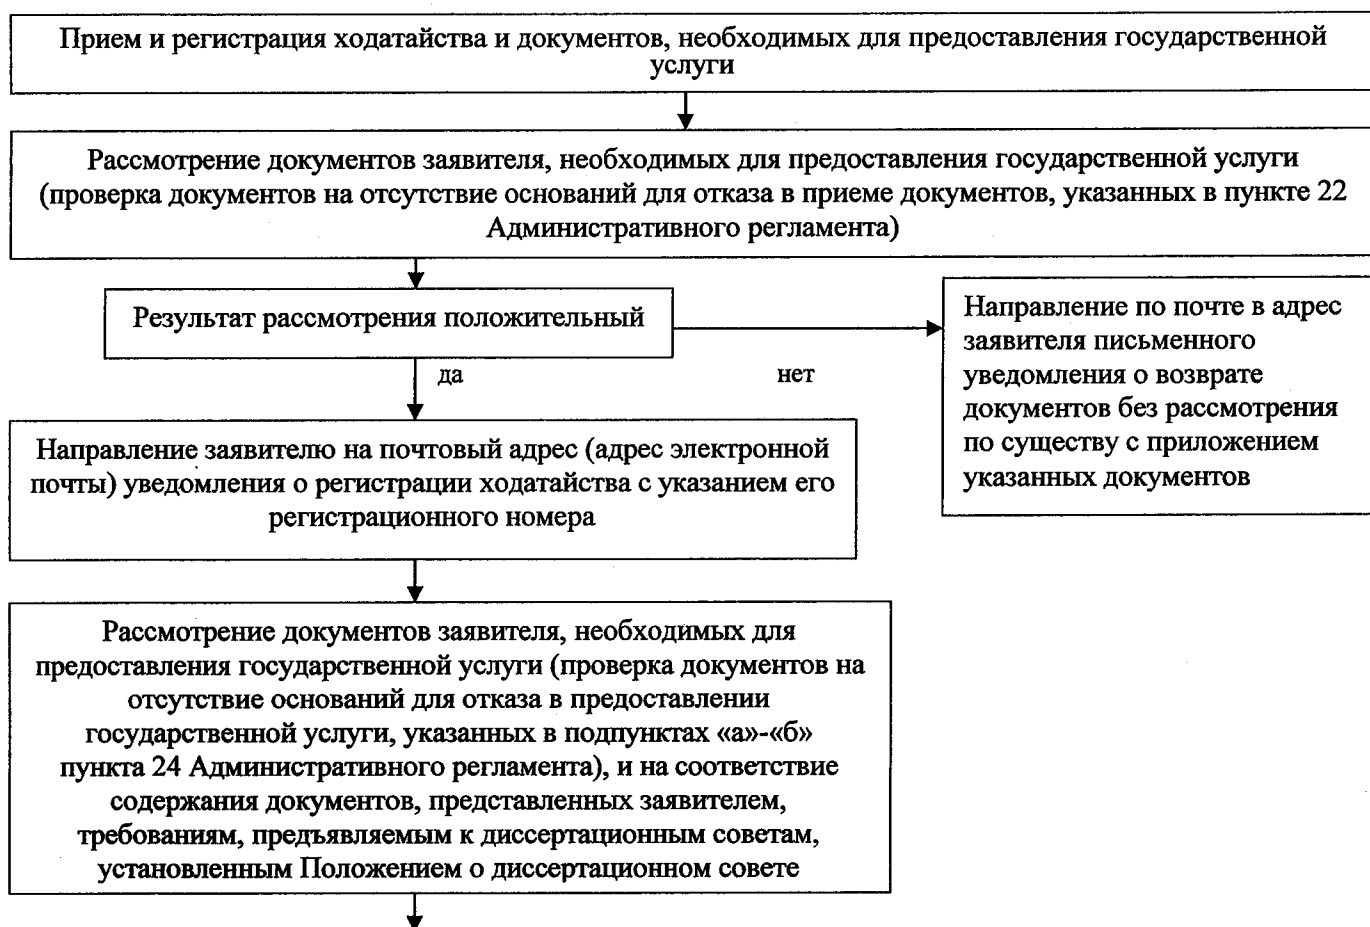 Прием и регистрация ходатайства и документов, необходимых для предоставления государственной
услуги
Рассмотрение документов заявителя, необходимых для предоставления государственной услуги
(проверка документов на отсутствие оснований для отказа в приеме документов, указанных в пункте 22
Административного регламента)
Результат рассмотрения положительный
Направление по почте в адрес
заявителя письменного
уведомления о возврате
документов без рассмотрения
по существу с приложением
указанных документов
да
нет
Направление заявителю на почтовый адрес (адрес электронной
почты) уведомления о регистрации ходатайства с указанием его
регистрационного номера
Рассмотрение документов заявителя, необходимых для
предоставления государственной услуги (проверка документов на
отсутствие оснований для отказа в предоставлении
государственной услуги, указанных в подпунктах «а»-«б»
пункта 24 Административного регламента), и на соответствие
содержания документов, представленных заявителем,
требованиям, предъявляемым к диссертационным советам,
установленным Положением о диссертационном совете